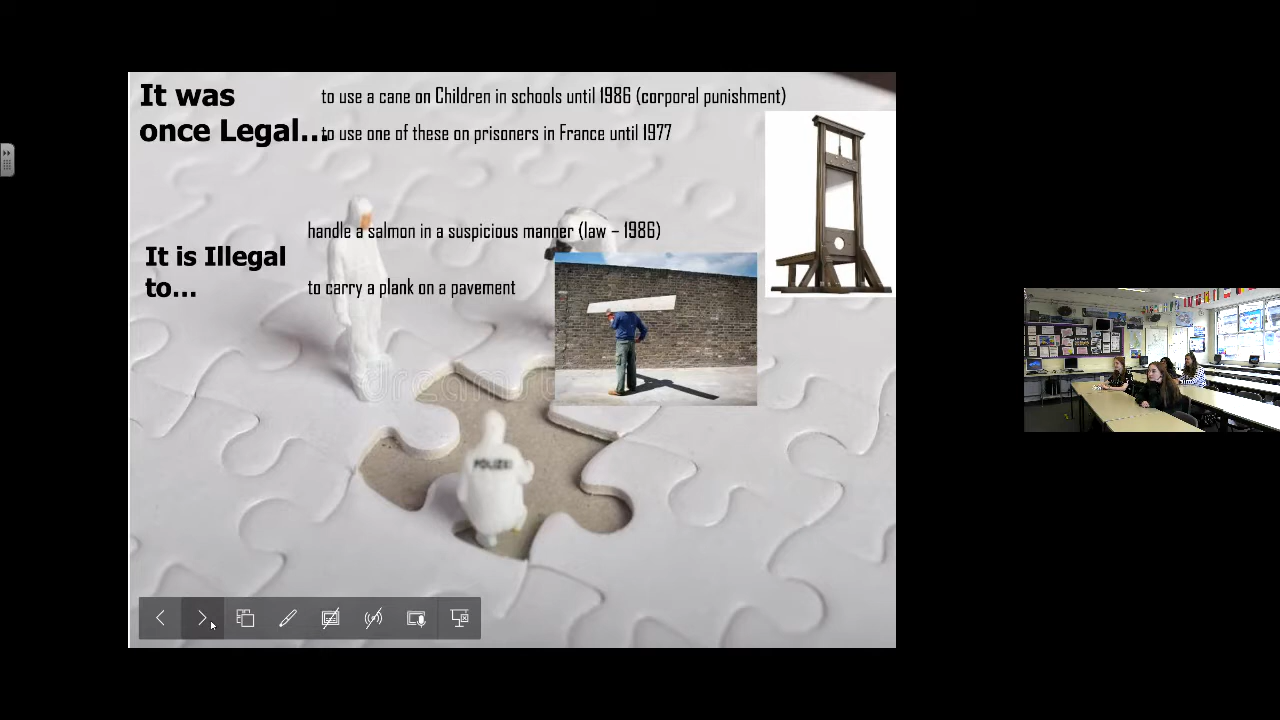 It was
once Legal...
to use a cane on Children in schools until 1986 (corporal punishment)
to use one of these on prisoners in France until 1977
handle a salmon in a suspicious manner (law – 1986)
It is Illegal
to...
to carry a plank on a pavement
dreamst
POLIZEI